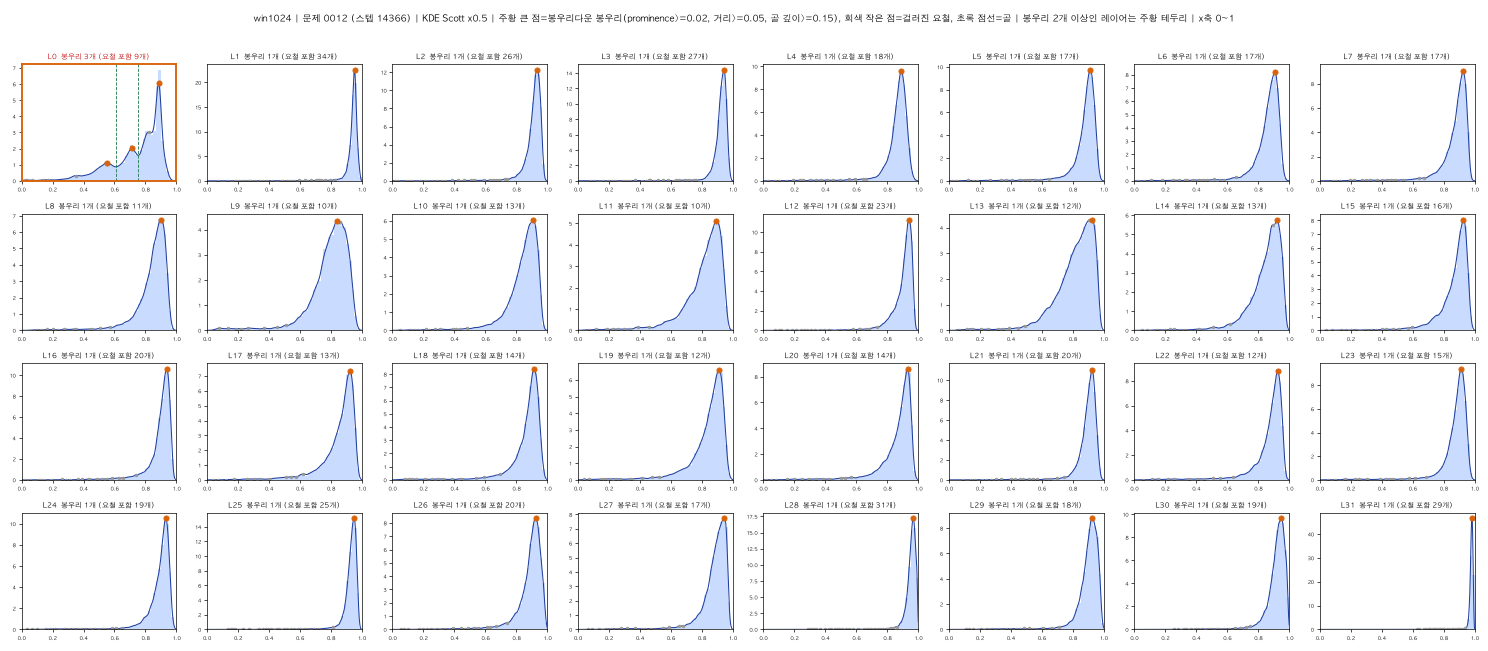 win1024 | 문제 0012 (스텝 14366) | KDE Scott x0.5 | 주황 큰 점=봉우리다운 봉우리(prominence>=0.02, 거리>=0.05, 골 깊이>=0.15), 회색 작은 점=걸러진 요철, 초록 점선=골 | 봉우리 2개 이상인 레이어는 주황 테두리 | x축 0~1
L0 봉우리 3개 (요철 포함 9개)
L1 봉우리 1개 (요철 포함 34개)
L2 봉우리 1개 (요철 포함 26개)
L3 봉우리 1개 (요철 포함 27개)
L4 봉우리 1개 (요철 포함 18개)
L5 봉우리 1개 (요철 포함 17개)
L6 봉우리 1개 (요철 포함 17개)
L7 봉우리 1개 (요철 포함 17개)
L8 봉우리 1개 (요철 포함 11개)
L9 봉우리 1개 (요철 포함 10개)
L10 봉우리 1개 (요철 포함 13개)
L11 봉우리 1개 (요철 포함 10개)
L12 봉우리 1개 (요철 포함 23개)
L13 봉우리 1개 (요철 포함 12개)
L14 봉우리 1개 (요철 포함 13개)
L15 봉우리 1개 (요철 포함 16개)
L16 봉우리 1개 (요철 포함 20개)
L17 봉우리 1개 (요철 포함 13개)
L18 봉우리 1개 (요철 포함 14개)
L19 봉우리 1개 (요철 포함 12개)
L20 봉우리 1개 (요철 포함 14개)
L21 봉우리 1개 (요철 포함 20개)
L22 봉우리 1개 (요철 포함 12개)
L23 봉우리 1개 (요철 포함 15개)
L24 봉우리 1개 (요철 포함 19개)
L25 봉우리 1개 (요철 포함 25개)
L26 봉우리 1개 (요철 포함 20개)
L27 봉우리 1개 (요철 포함 17개)
L28 봉우리 1개 (요철 포함 31개)
L29 봉우리 1개 (요철 포함 18개)
L30 봉우리 1개 (요철 포함 19개)
L31 봉우리 1개 (요철 포함 29개)